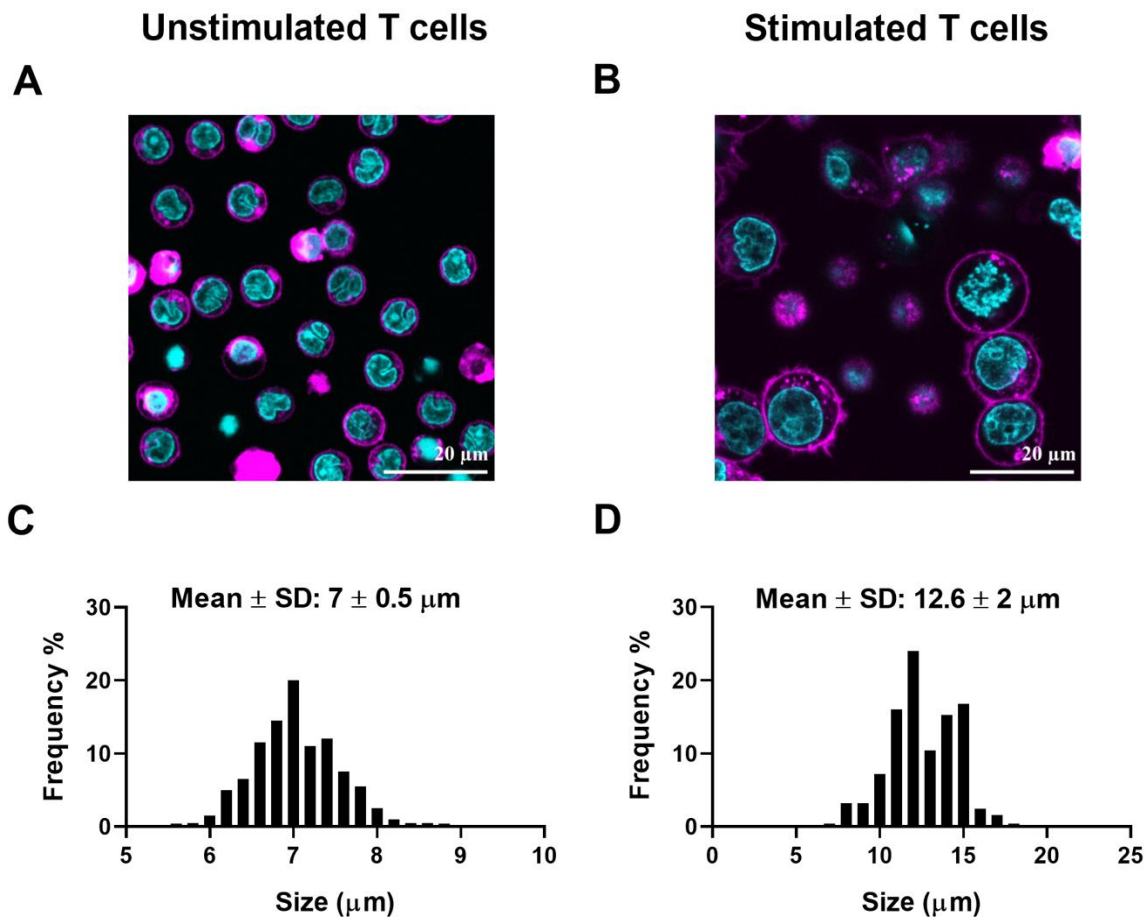 Unstimulated T cells
Stimulated T cells
A
B
20 μm
20 μm
C
D
Mean ± SD: 7 ± 0.5 μm
Mean ± SD: 12.6 ± 2 μm
30
20
10
0
Frequency %
5 6 7 8 9 10
Size (μm)
30
20
10
0
Frequency %
0 5 10 15 20 25
Size (μm)